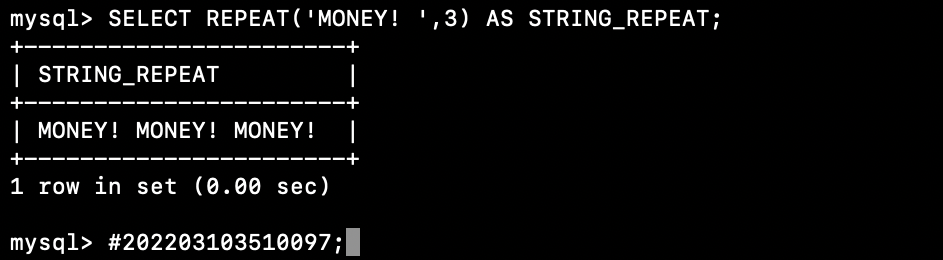 mysql> SELECT REPEAT('MONEY! ',3) AS STRING_REPEAT;
+-----------------------+
| STRING_REPEAT         |
+-----------------------+
| MONEY! MONEY! MONEY!  |
+-----------------------+
1 row in set (0.00 sec)
mysql> #202203103510097;